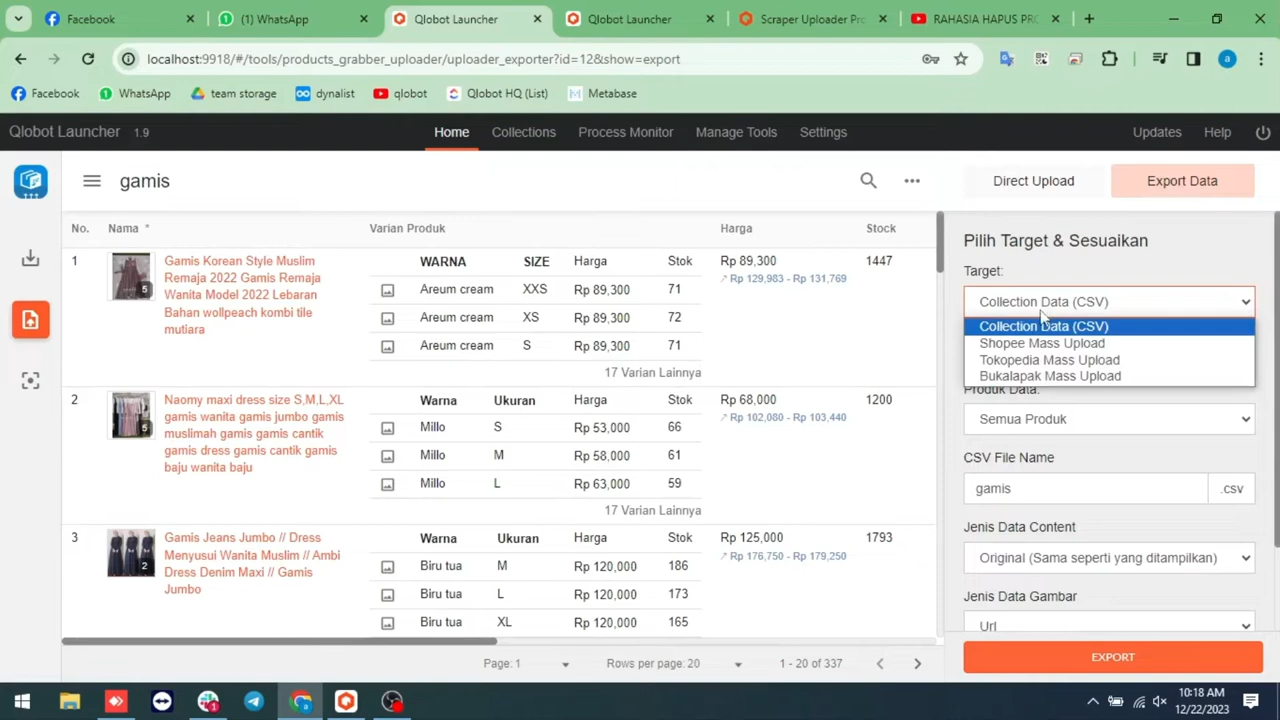 Facebook
(1) WhatsApp
Qlobot Launcher
Qlobot Launcher
Scraper Uploader Pro
RAHASIA HAPUS PRO
localhost:9918/#/tools/products_grabber_uploader/uploader_exporter?id=12&show=export
a
Facebook
WhatsApp
team storage
dynalist
qlobot
Qlobot HQ (List)
Metabase
Qlobot Launcher 1.9
Home
Collections
Process Monitor
Manage Tools
Settings
Updates
Help
gamis
Direct Upload
Export Data
No.
Nama *
Varian Produk
Harga
Stock
1
5
Gamis Korean Style Muslim
Remaja 2022 Gamis Remaja
Wanita Model 2022 Lebaran
Bahan wollpeach kombi tile
mutiara
WARNA SIZE Harga Stok
Areum cream XXS Rp 89,300 71
Areum cream XS Rp 89,300 72
Areum cream S Rp 89,300 71
17 Varian Lainnya
Rp 89,300
Rp 129,983 - Rp 131,769
1447
2
5
Naomy maxi dress size S,M,L,XL
gamis wanita gamis jumbo gamis
muslimah gamis gamis cantik
gamis dress gamis cantik gamis
baju wanita baju
Warna Ukuran Harga Stok
Millo S Rp 53,000 66
Millo M Rp 58,000 61
Millo L Rp 63,000 59
17 Varian Lainnya
Rp 68,000
Rp 102,080 - Rp 103,440
1200
3
2
Gamis Jeans Jumbo // Dress
Menyusui Wanita Muslim // Ambi
Dress Denim Maxi // Gamis
Jumbo
Warna Ukuran Harga Stok
Biru tua M Rp 120,000 186
Biru tua L Rp 120,000 173
Biru tua XL Rp 120,000 165
Rp 125,000
Rp 176,750 - Rp 179,250
1793
Page: 1
Rows per page: 20
1 - 20 of 337
Pilih Target & Sesuaikan
Target:
Collection Data (CSV)
Collection Data (CSV)
Shopee Mass Upload
Tokopedia Mass Upload
Bukalapak Mass Upload
Produk Data:
Semua Produk
CSV File Name
gamis .csv
Jenis Data Content
Original (Sama seperti yang ditampilkan)
Jenis Data Gambar
Url
EXPORT
10:18 AM
12/22/2023